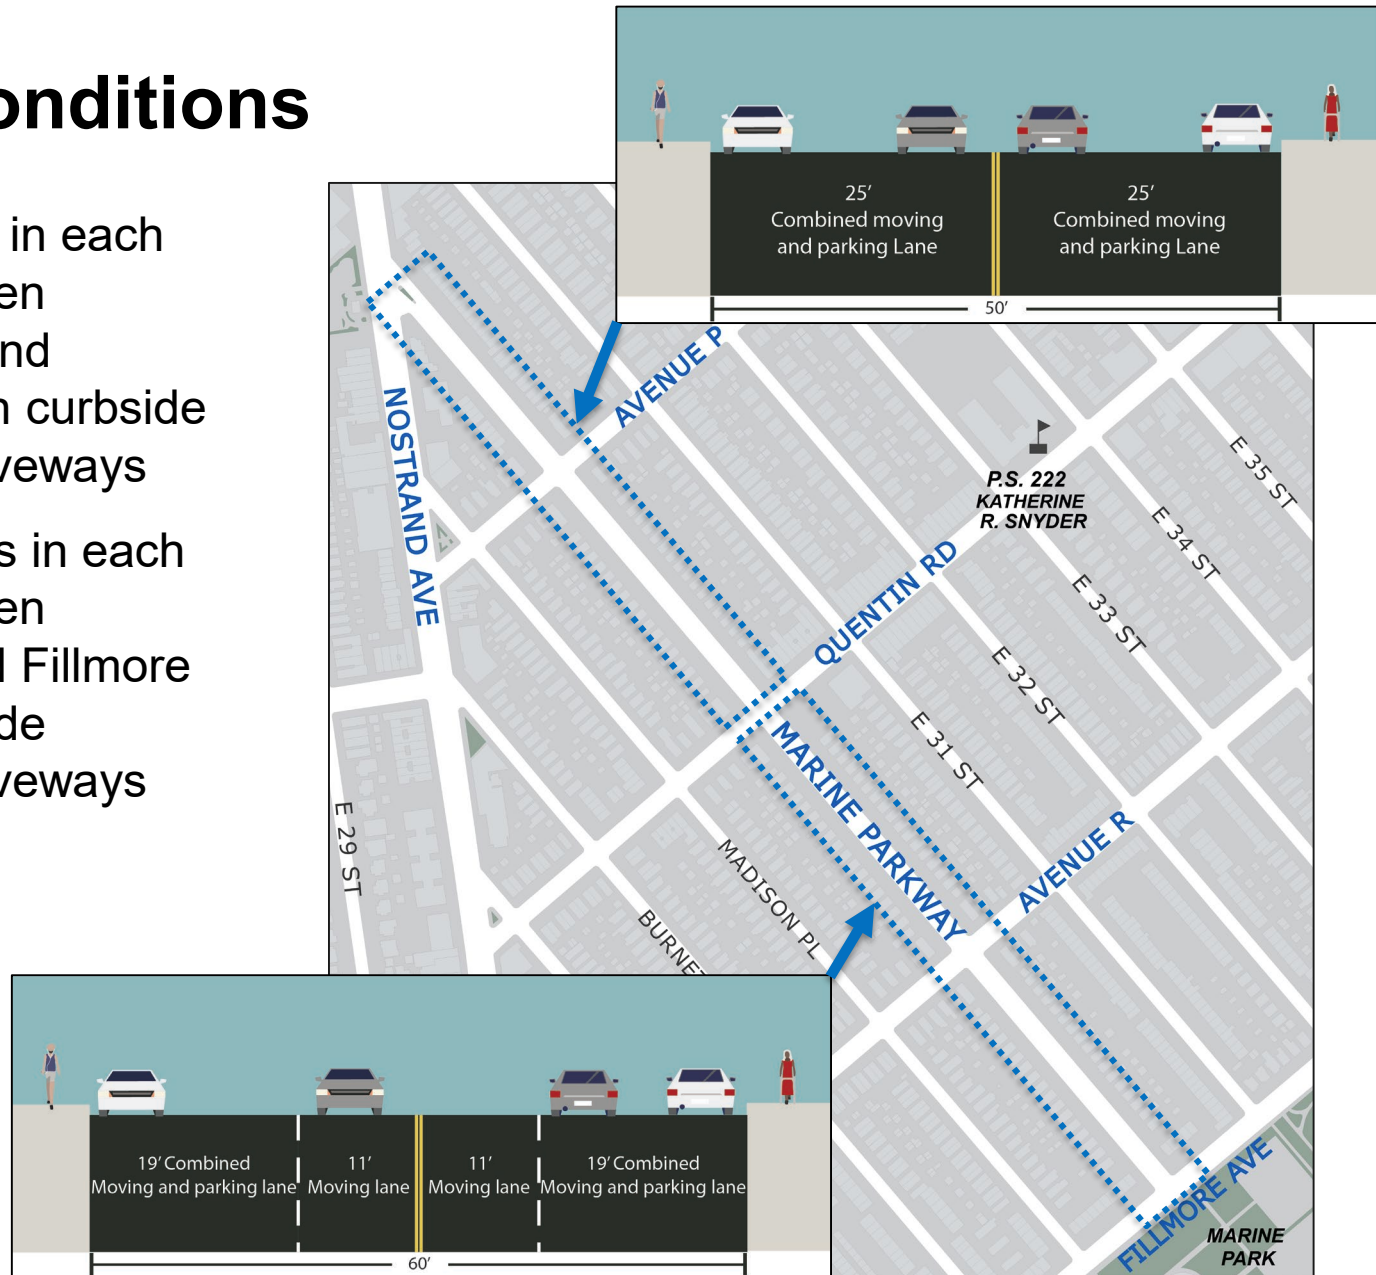 onditions
in each
en
nd
n curbside
veways
s in each
en
l Fillmore
de
veways
25'
Combined moving
and parking Lane
25'
Combined moving
and parking Lane
50'
AVENUE P
NOSTRAND AVE
P.S. 222
KATHERINE
R. SNYDER
E 35 ST
E 34 ST
E 33 ST
QUENTIN RD
E 32 ST
E 31 ST
MARINE PARKWAY
E 29 ST
MADISON PL
AVENUE R
BURNE
19' Combined
Moving and parking lane
11'
Moving lane
11'
Moving lane
19' Combined
Moving and parking lane
60'
FILLMORE AVE
MARINE
PARK